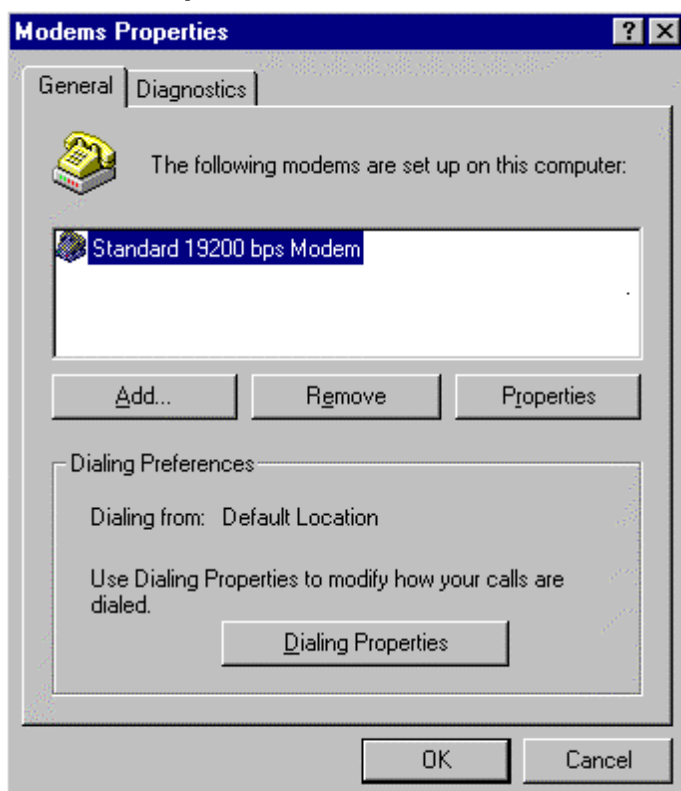 Modems Properties
General
Diagnostics
The following modems are set up on this computer:
Standard 19200 bps Modem
Add...
Remove
Properties
Dialing Preferences
Dialing from: Default Location
Use Dialing Properties to modify how your calls are
dialed.
Dialing Properties
OK
Cancel